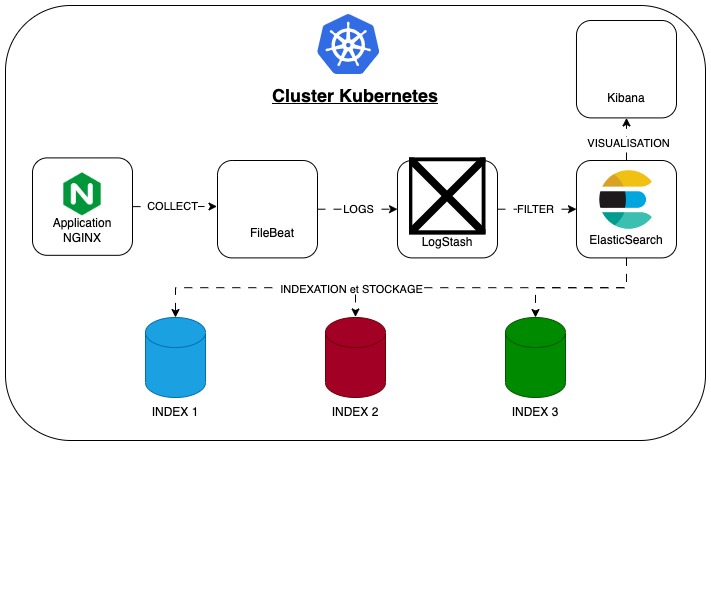 Cluster Kubernetes
Kibana
VISUALISATION
Application
NGINX
COLLECT
FileBeat
LOGS
LogStash
FILTER
ElasticSearch
INDEXATION et STOCKAGE
INDEX 1
INDEX 2
INDEX 3